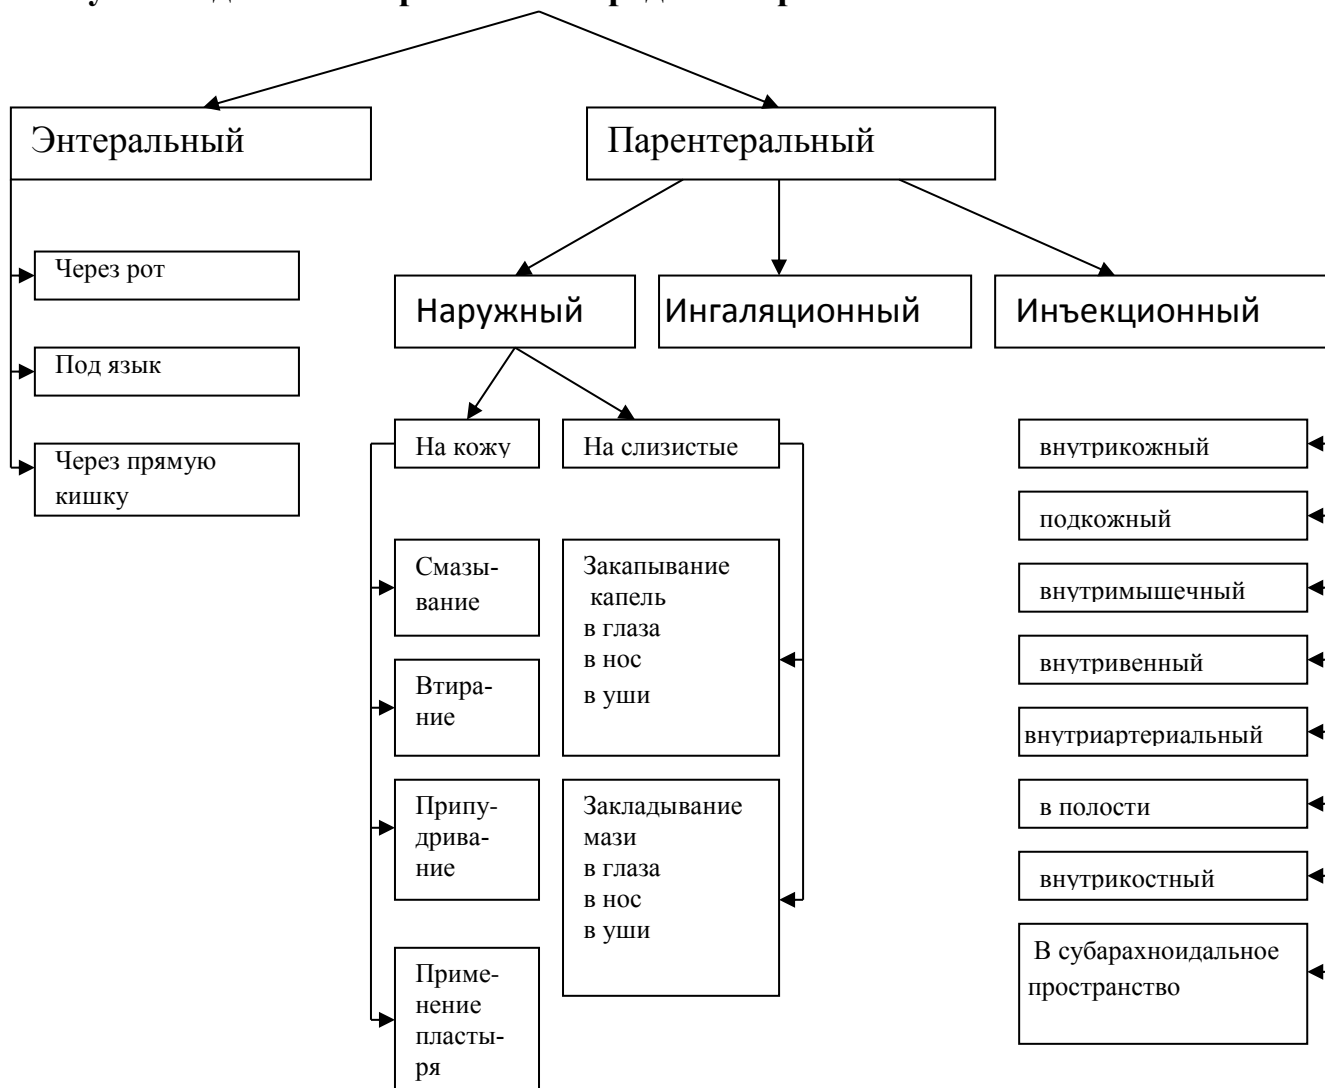 Энтеральный
Парентеральный
Через рот
Под язык
Через прямую
кишку
Наружный
Ингаляционный
Инъекционный
На кожу
На слизистые
Смазы-
вание
Втира-
ние
Припу-
дрива-
ние
Приме-
нение
пласты-
ря
Закапывание
капель
в глаза
в нос
в уши
Закладывание
мази
в глаза
в нос
в уши
внутрикожный
подкожный
внутримышечный
внутривенный
внутриартериальный
в полости
внутрикостный
В субарахноидальное
пространство